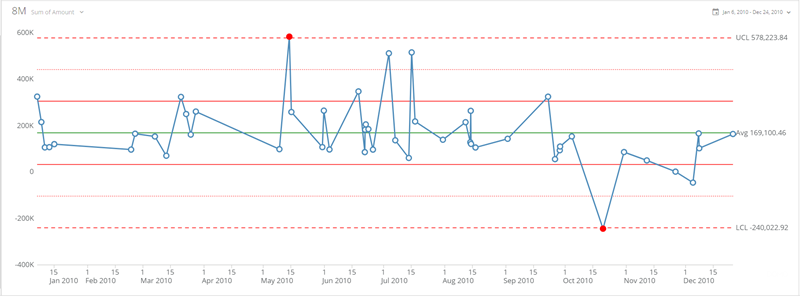 8M Sum of Amount
Jan 6, 2010 - Dec 24, 2010
600K
UCL 578,223.84
400K
200K
Avg 169,100.46
0
-200K
LCL -240,022.92
-400K
15 1 15 1 15 1 15 1 15 1 15 1 15 1 15 1 15 1 15 1 15 1 15
Jan 2010 Feb 2010 Mar 2010 Apr 2010 May 2010 Jun 2010 Jul 2010 Aug 2010 Sep 2010 Oct 2010 Nov 2010 Dec 2010